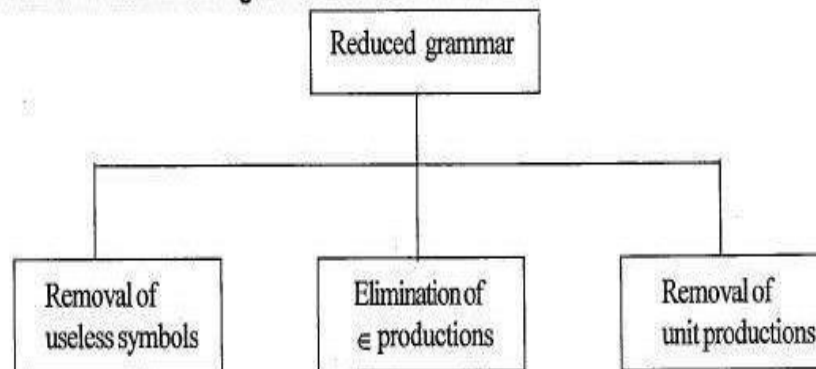 Reduced grammar
Removal of
useless symbols
Elimination of
∈ productions
Removal of
unit productions